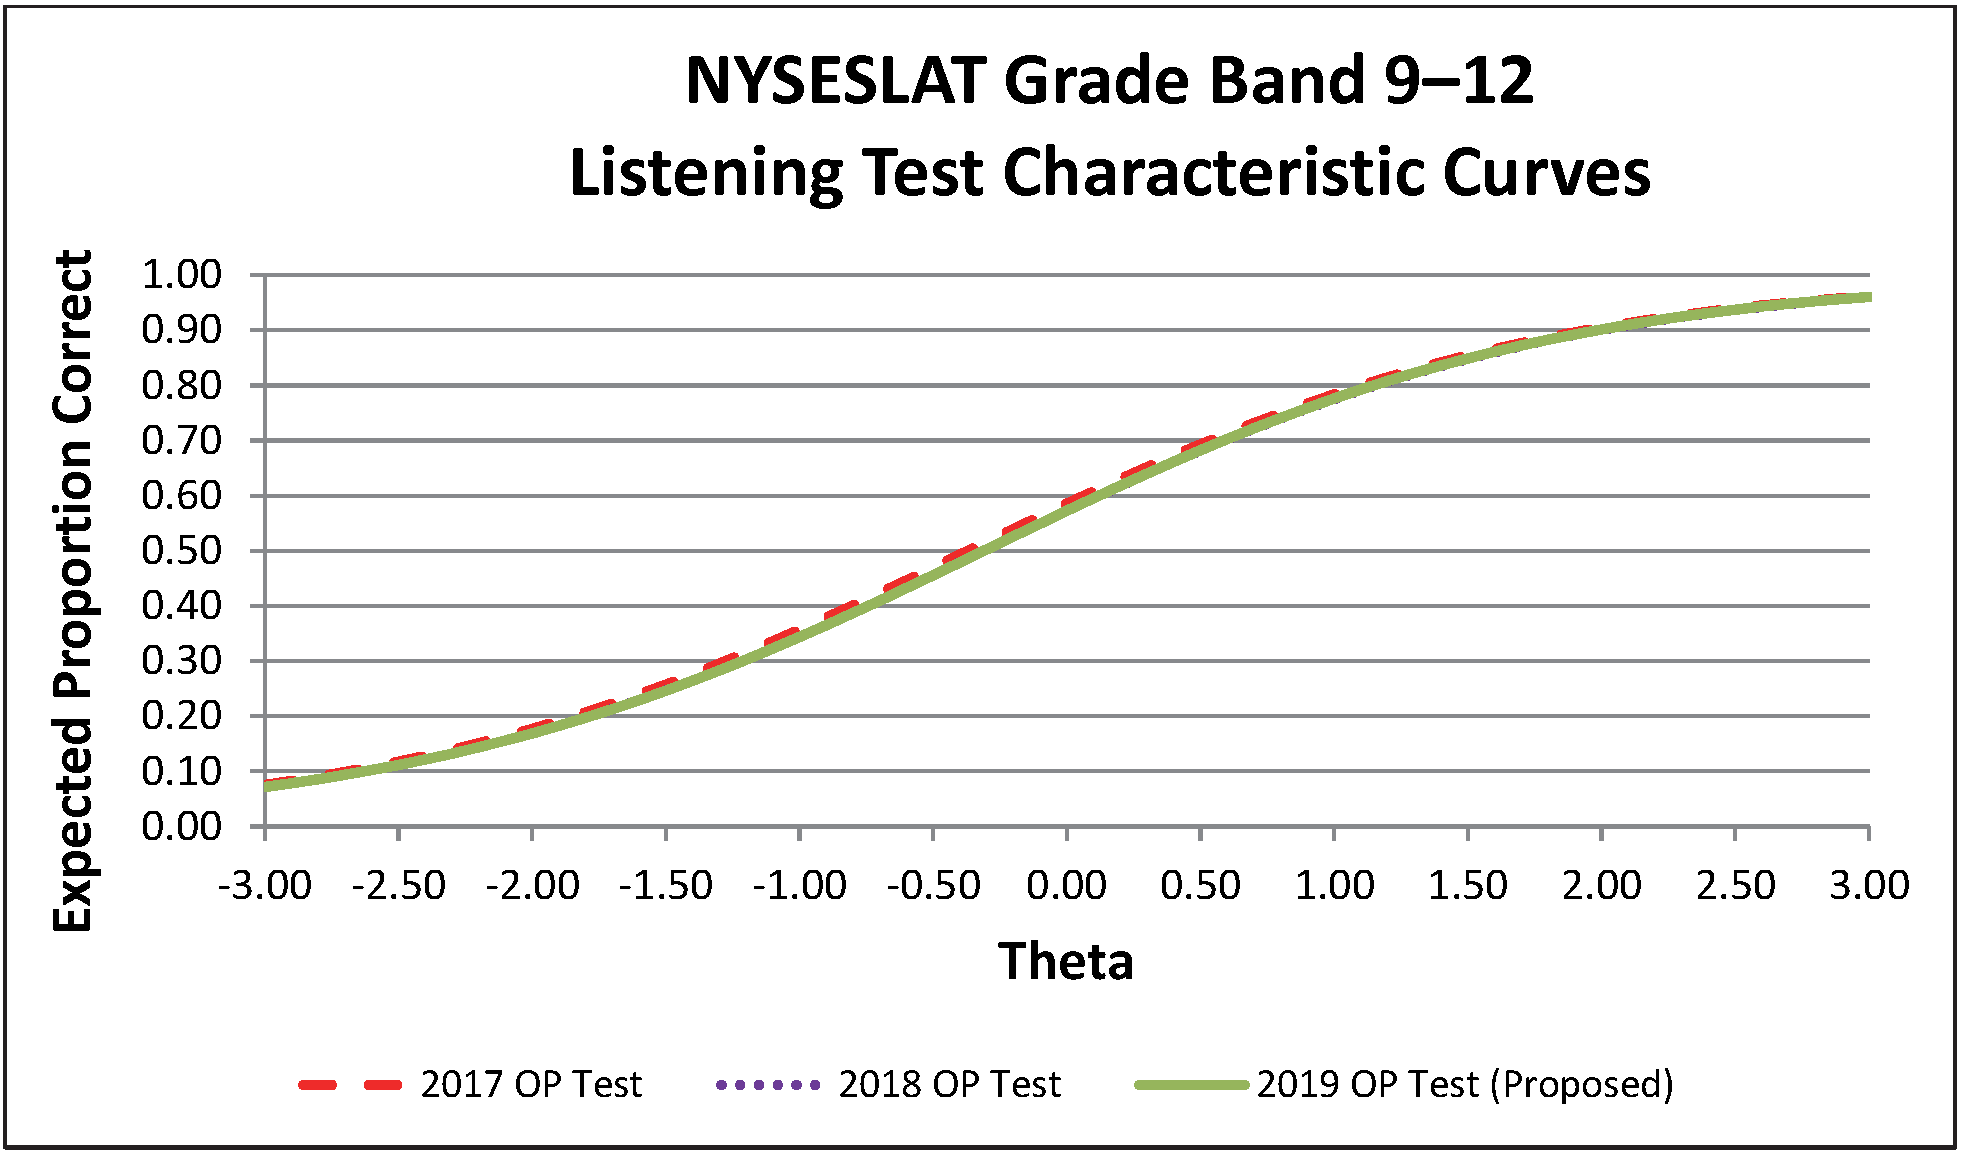 NYSESLAT Grade Band 9–12
Listening Test Characteristic Curves
Expected Proportion Correct
1.00
0.90
0.80
0.70
0.60
0.50
0.40
0.30
0.20
0.10
0.00
-3.00 -2.50 -2.00 -1.50 -1.00 -0.50 0.00 0.50 1.00 1.50 2.00 2.50 3.00
Theta
2017 OP Test 2018 OP Test 2019 OP Test (Proposed)